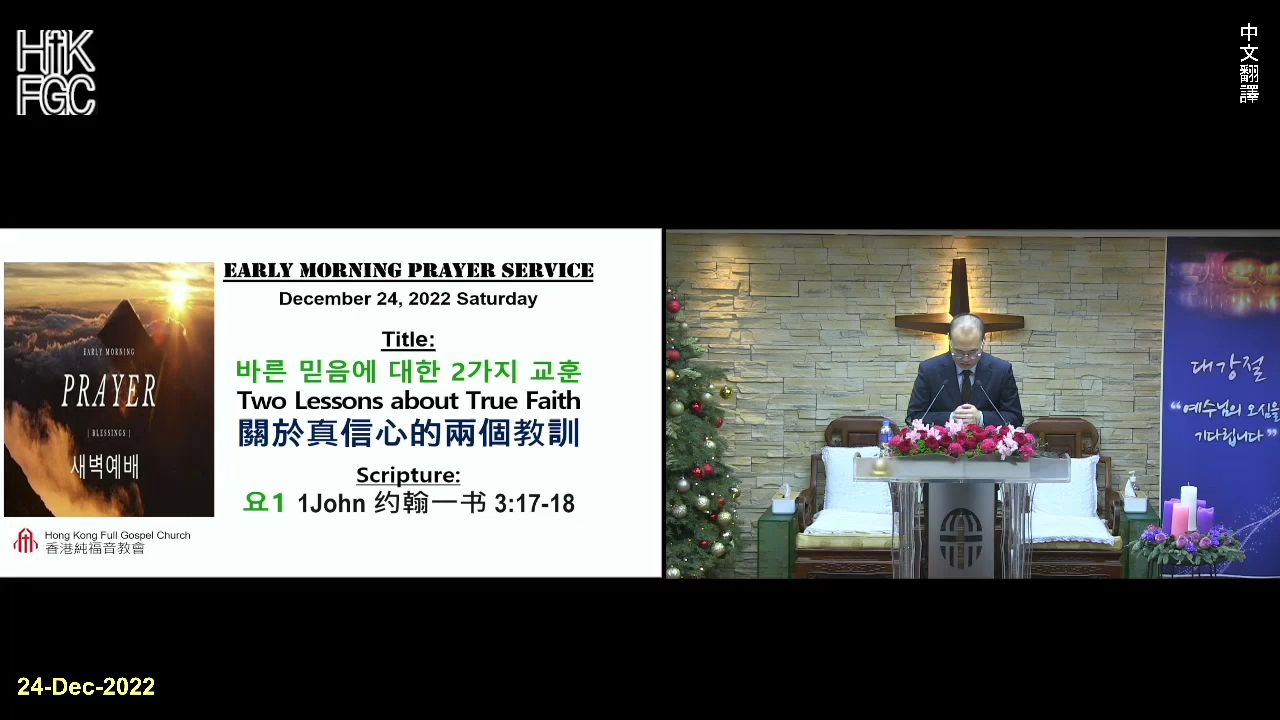 HK
FGC
中文翻譯
EARLY MORNING PRAYER SERVICE
December 24, 2022 Saturday
Title:
바른 믿음에 대한 2가지 교훈
Two Lessons about True Faith
關於真信心的兩個教訓
Scripture:
요1 1John 约翰一书 3:17-18
EARLY MORNING
PRAYER
[ BLESSINGS ]
새벽예배
Hong Kong Full Gospel Church
香港純福音教會
대강절
“예수님의 오심을
기다립니다”
24-Dec-2022